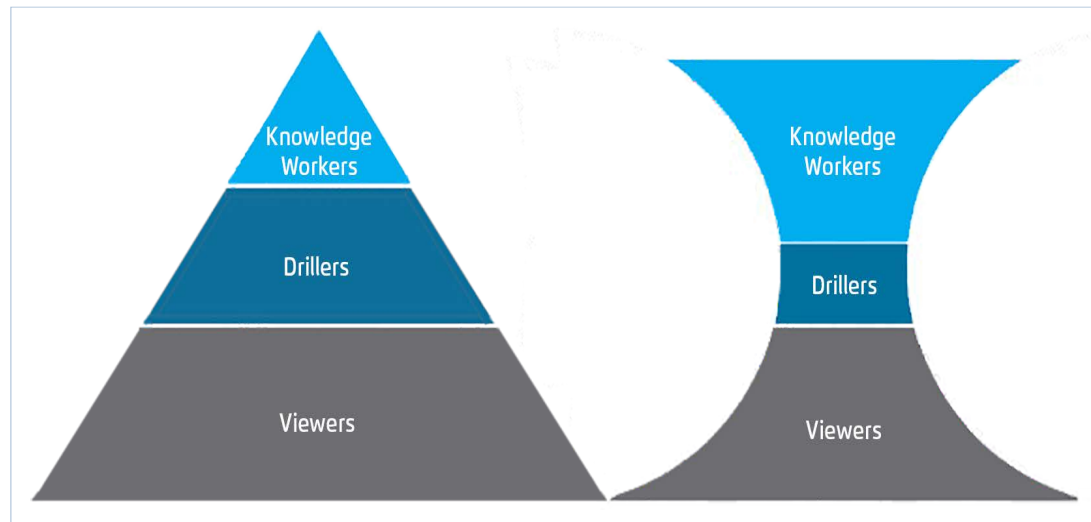 Knowledge
Workers
Drillers
Viewers
Knowledge
Workers
Drillers
Viewers